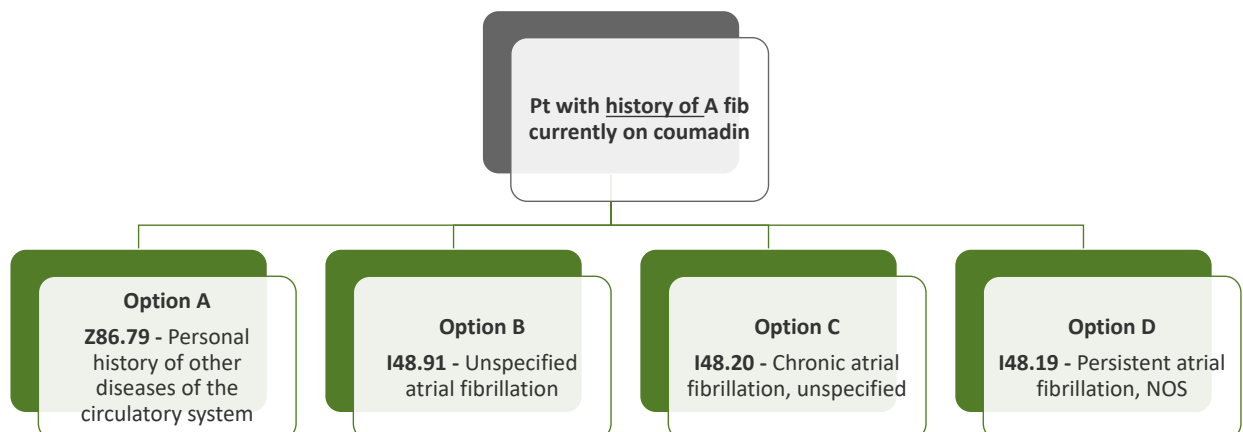 Pt with history of A fib
currently on coumadin
Option A
Z86.79 - Personal
history of other
diseases of the
circulatory system
Option B
I48.91 - Unspecified
atrial fibrillation
Option C
I48.20 - Chronic atrial
fibrillation, unspecified
Option D
I48.19 - Persistent atrial
fibrillation, NOS